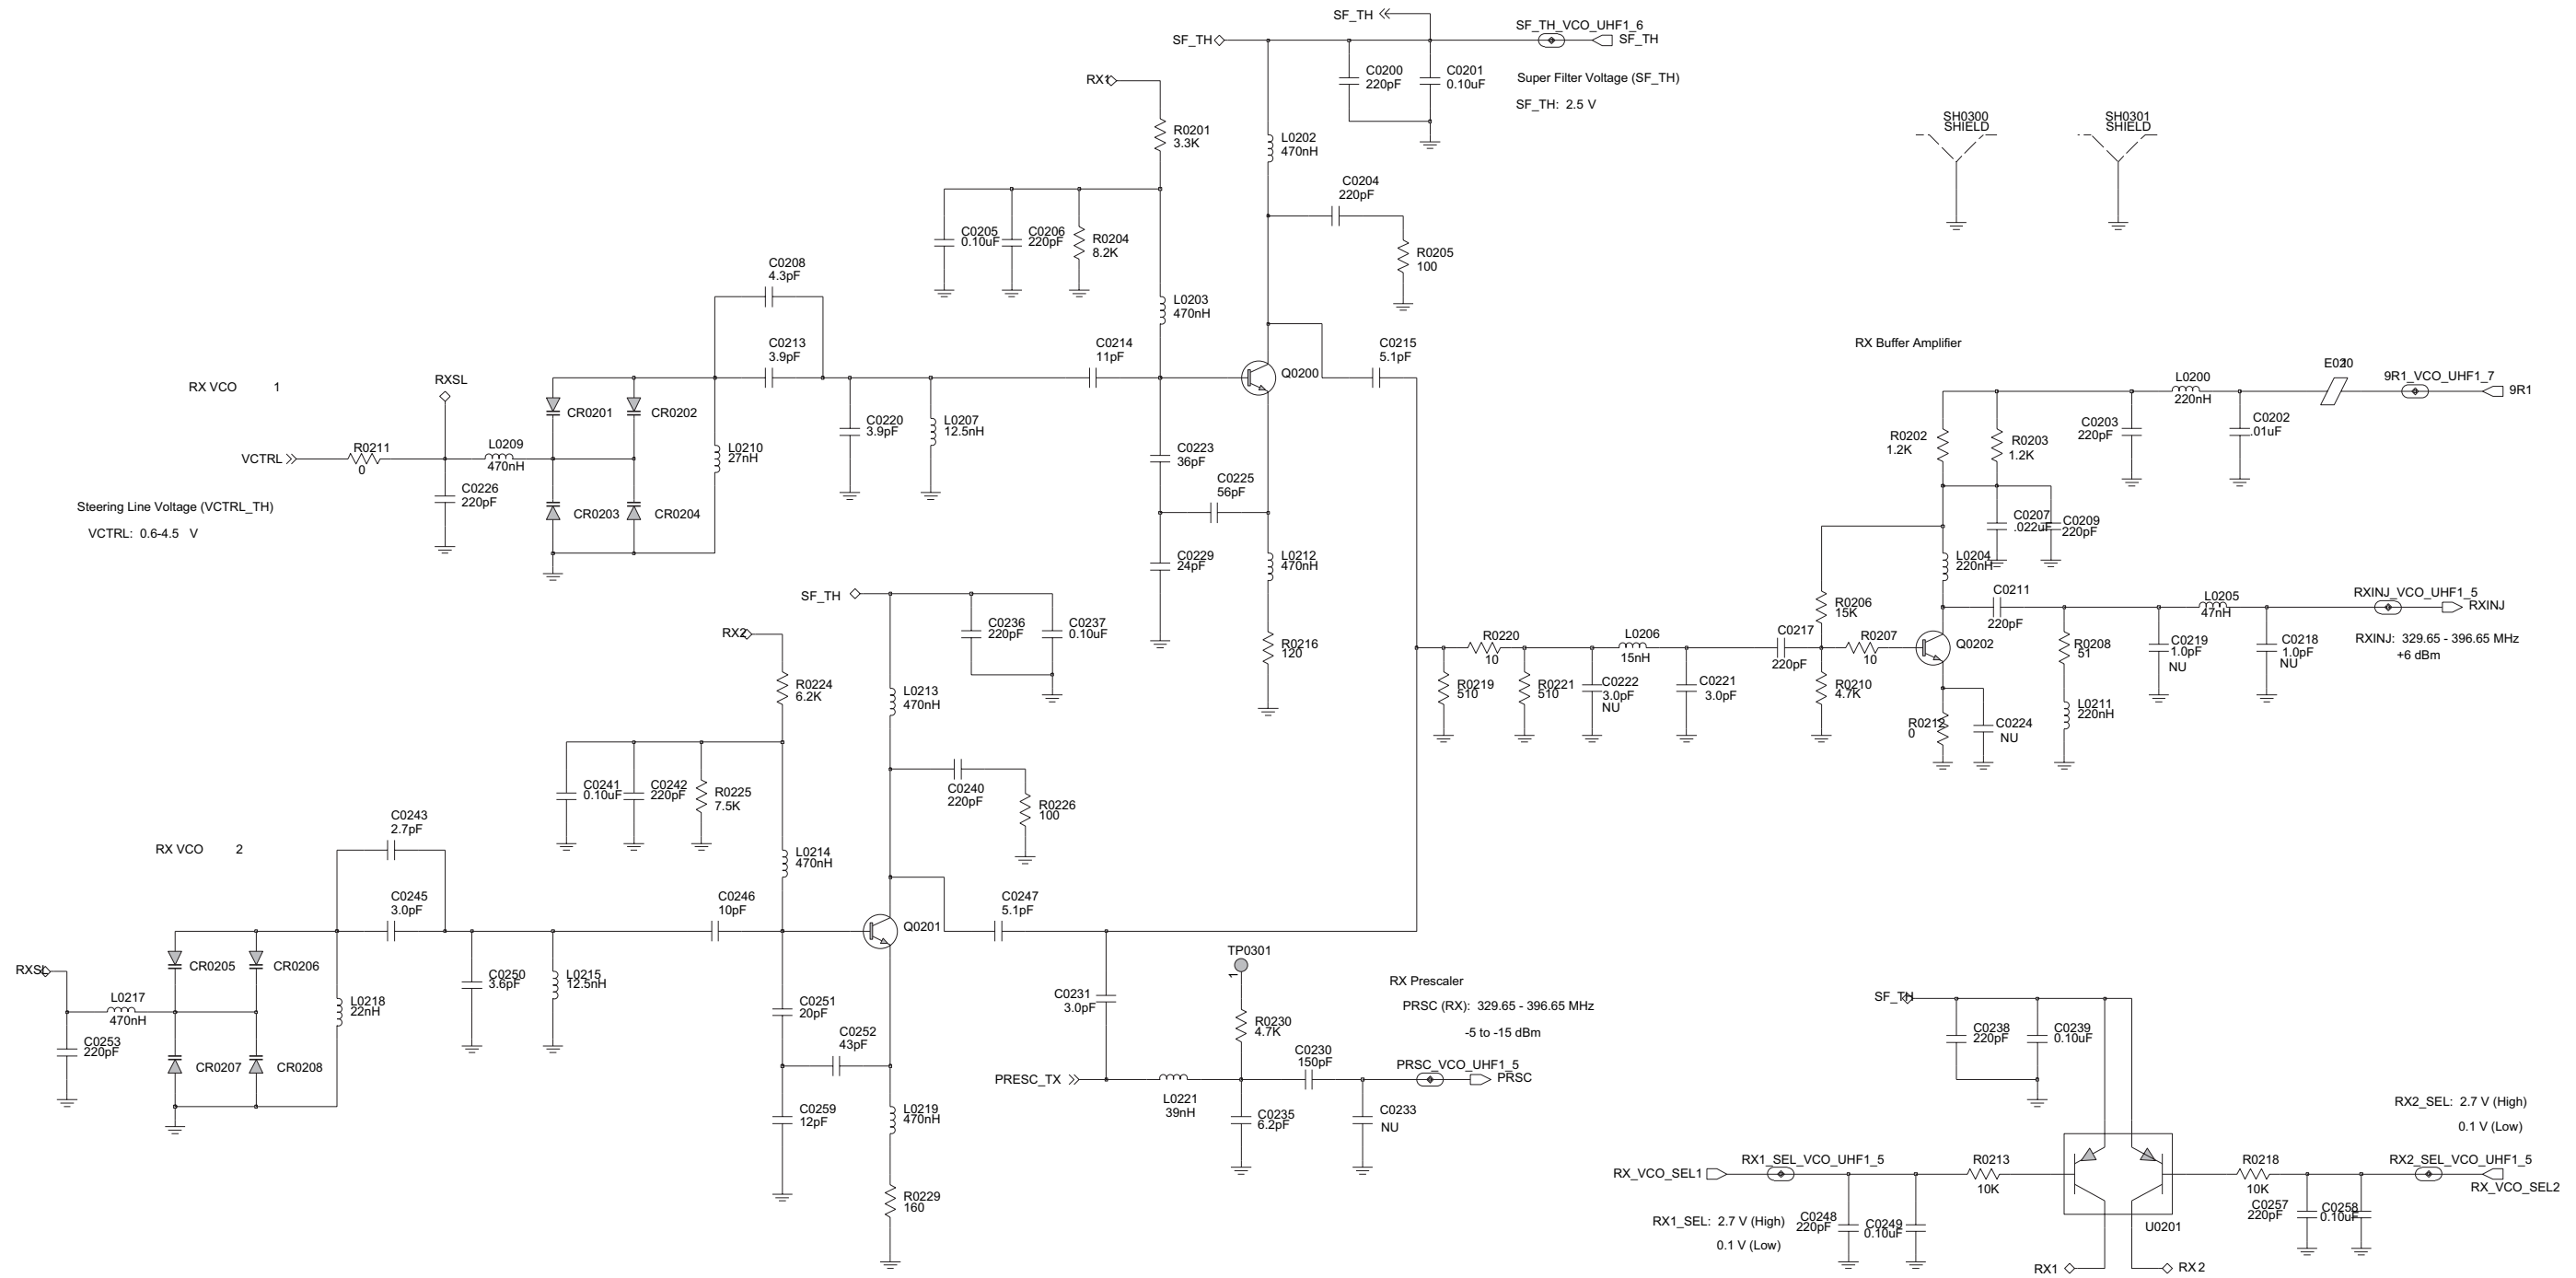 SF_TH
SF_TH_VCO_UHF1_6
SF_TH
SF_TH
C0200
220pF
C0201
0.10uF
Super Filter Voltage (SF_TH)
SF_TH: 2.5 V
RX1
R0201
3.3K
L0202
470nH
SH0300
SHIELD
SH0301
SHIELD
C0204
220pF
C0205
0.10uF
C0206
220pF
R0204
8.2K
R0205
100
C0208
4.3pF
L0203
470nH
C0213
3.9pF
C0214
11pF
C0215
5.1pF
Q0200
RX Buffer Amplifier
L0200
220nH
9R1_VCO_UHF1_7
9R1
RX VCO 1
RXSL
CR0201
CR0202
C0220
3.9pF
L0207
12.5nH
C0203
220pF
C0202
.01uF
R0202
1.2K
R0203
1.2K
VCTRL
R0211
0
L0209
470nH
L0210
27nH
C0223
36pF
C0225
56pF
C0226
220pF
Steering Line Voltage (VCTRL_TH)
VCTRL: 0.6-4.5 V
CR0203
CR0204
C0207
.022uF
C0209
220pF
C0229
24pF
L0212
470nH
L0204
220nH
SF_TH
C0211
220pF
L0205
47nH
RXINJ_VCO_UHF1_5
RXINJ
RXINJ: 329.65 - 396.65 MHz
+6 dBm
RX2
C0236
220pF
C0237
0.10uF
R0216
120
R0206
15K
R0220
10
L0206
15nH
C0217
220pF
R0207
10
Q0202
R0208
51
C0219
1.0pF
NU
C0218
1.0pF
NU
R0224
6.2K
L0213
470nH
R0219
510
R0221
510
C0222
3.0pF
NU
C0221
3.0pF
R0210
4.7K
R0212
0
C0224
NU
L0211
220nH
C0241
0.10uF
C0242
220pF
R0225
7.5K
C0240
220pF
R0226
100
C0243
2.7pF
RX VCO 2
L0214
470nH
C0245
3.0pF
C0246
10pF
Q0201
C0247
5.1pF
RXSL
CR0205
CR0206
C0250
3.6pF
L0215
12.5nH
TP0301
1
RX Prescaler
PRSC (RX): 329.65 - 396.65 MHz
-5 to -15 dBm
L0217
470nH
L0218
22nH
C0251
20pF
C0231
3.0pF
R0230
4.7K
SF_TH
C0238
220pF
C0239
0.10uF
C0253
220pF
CR0207
CR0208
C0252
43pF
C0230
150pF
PRESC_TX
PRSC_VCO_UHF1_5
PRSC
L0221
39nH
C0259
12pF
L0219
470nH
C0235
6.2pF
C0233
NU
RX2_SEL: 2.7 V (High)
0.1 V (Low)
RX_VCO_SEL1
RX1_SEL_VCO_UHF1_5
R0213
10K
R0218
10K
RX2_SEL_VCO_UHF1_5
RX_VCO_SEL2
R0229
160
RX1_SEL: 2.7 V (High)
0.1 V (Low)
C0248
220pF
C0249
0.10uF
U0201
C0257
220pF
C0258
0.10uF
RX1
RX2